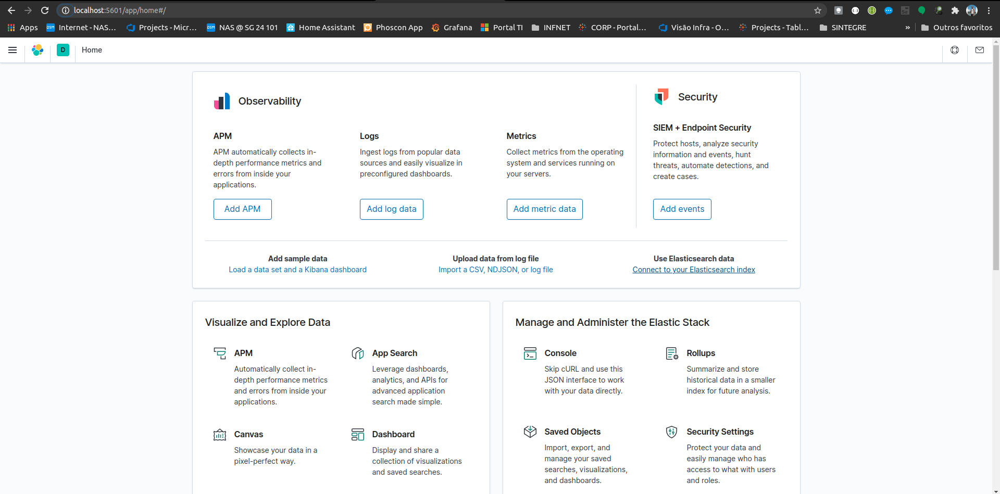 localhost:5601/app/home#/
Apps
Internet - NAS...
Projects - Micr...
NAS @ SG 24 101
Home Assistant
Phoscon App
Grafana
Portal TI
INFNET
CORP - Portal...
Visão Infra - O...
Projects - Tabl...
SINTEGRE
»
Outros favoritos
D
Home
Observability
APM
APM automatically collects in-
depth performance metrics and
errors from inside your
applications.
Add APM
Logs
Ingest logs from popular data
sources and easily visualize in
preconfigured dashboards.
Add log data
Metrics
Collect metrics from the operating
system and services running on
your servers.
Add metric data
Security
SIEM + Endpoint Security
Protect hosts, analyze security
information and events, hunt
threats, automate detections, and
create cases.
Add events
Add sample data
Load a data set and a Kibana dashboard
Upload data from log file
Import a CSV, NDJSON, or log file
Use Elasticsearch data
Connect to your Elasticsearch index
Visualize and Explore Data
APM
Automatically collect in-
depth performance metrics
and errors from inside your
applications.
App Search
Leverage dashboards,
analytics, and APIs for
advanced application
search made simple.
Canvas
Showcase your data in a
pixel-perfect way.
Dashboard
Display and share a
collection of visualizations
and saved searches.
Manage and Administer the Elastic Stack
Console
Skip cURL and use this
JSON interface to work
with your data directly.
Rollups
Summarize and store
historical data in a smaller
index for future analysis.
Saved Objects
Import, export, and
manage your saved
searches, visualizations,
and dashboards.
Security Settings
Protect your data and
easily manage who has
access to what with users
and roles.